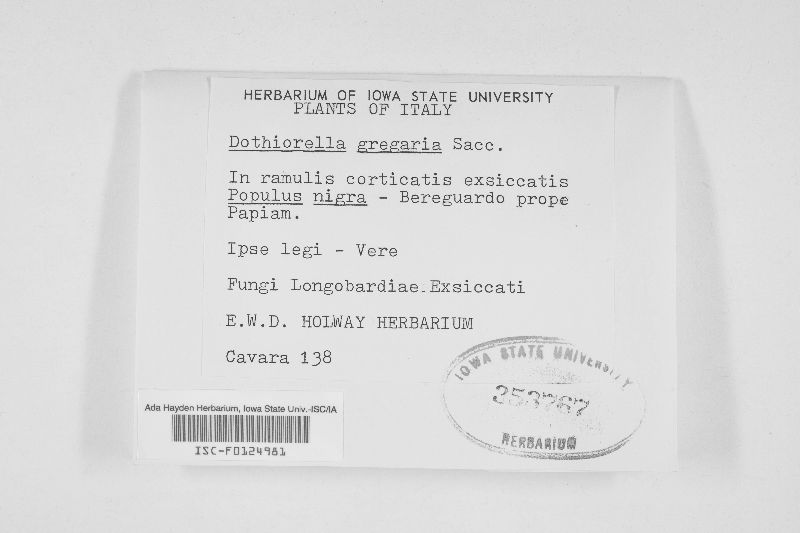 HERBARIUM OF IOWA STATE UNIVERSITY
PLANTS OF ITALY
Dothiorella gregaria Sacc.
In ramulis corticatis exsiccatis
Populus nigra - Bereguardo prope
Papiam.
Ipse legi - Vere
Fungi Longobardiae.Exsiccati
E.W.D. HOLWAY HERBARIUM
Cavara 138
IOWA STATE UNIVERSITY
353767
HERBARIUM
Ada Hayden Herbarium, Iowa State Univ.-ISC/IA
ISC-F0124981